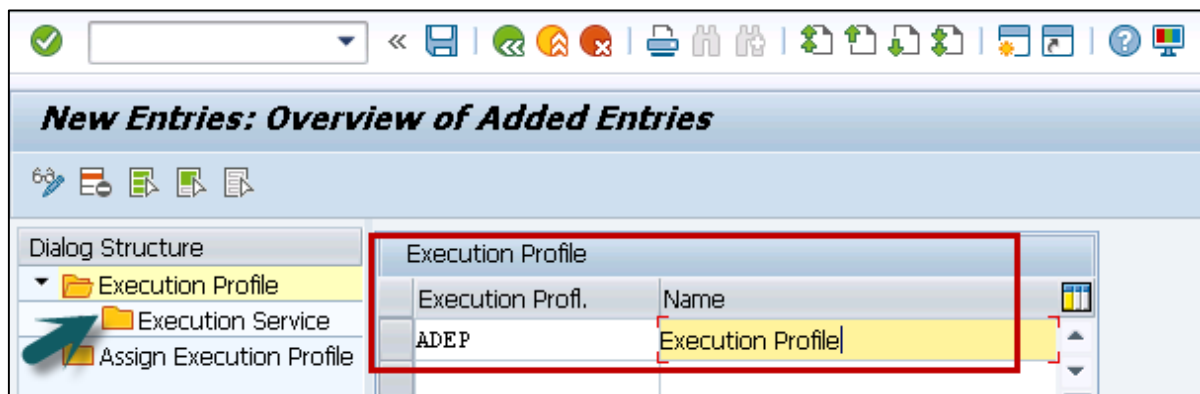 New Entries: Overview of Added Entries
Dialog Structure
Execution Profile
Execution Service
Assign Execution Profile
Execution Profile
Execution Profl. Name
ADEP Execution Profile